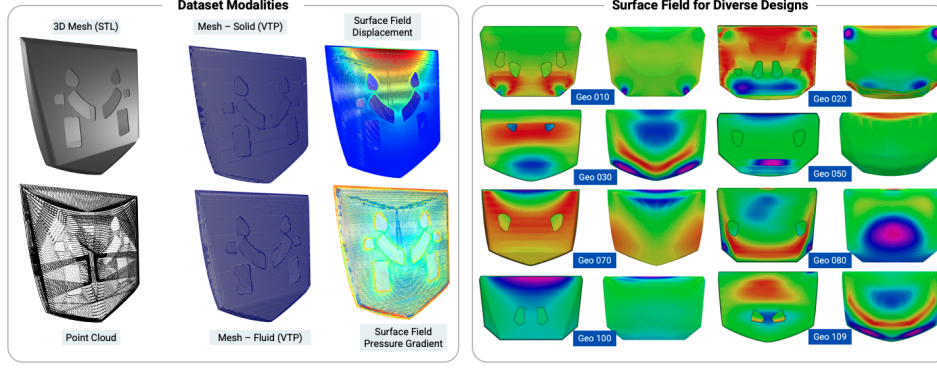 Dataset Modalities
3D Mesh (STL)
Mesh – Solid (VTP)
Surface Field
Displacement
Point Cloud
Mesh – Fluid (VTP)
Surface Field
Pressure Gradient
Surface Field for Diverse Designs
Geo 010
Geo 020
Geo 030
Geo 050
Geo 070
Geo 080
Geo 100
Geo 109